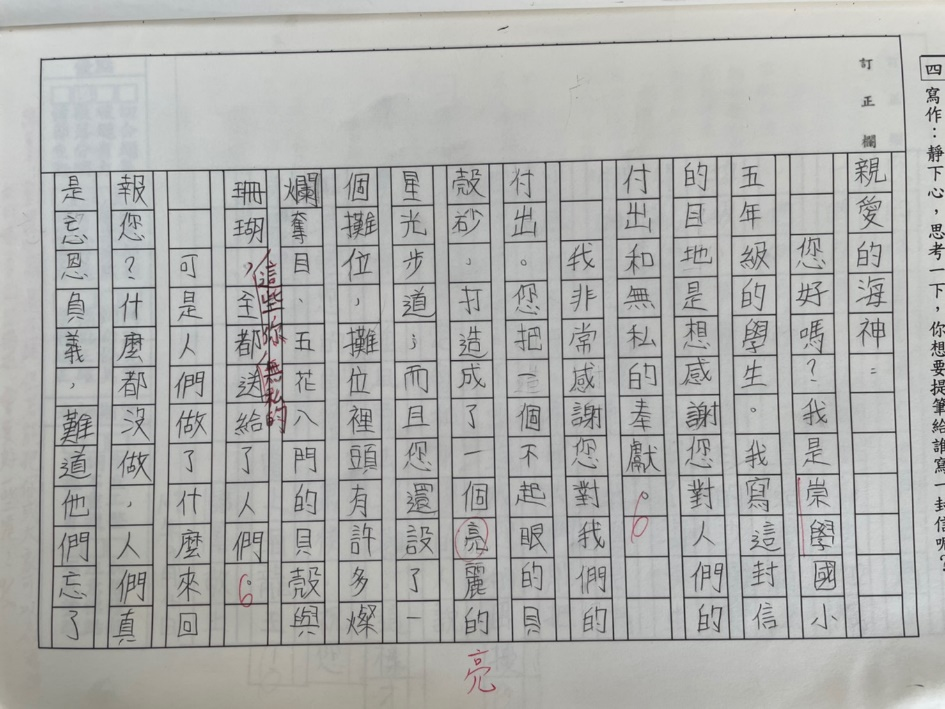 四 寫作：靜下心，思考一下，你想要提筆給誰寫一封信呢？
訂正欄
親愛的海神：
您好嗎？我是崇學國小
五年級的學生。我寫這封信
的目地是想感謝您對人們的
付出和無私的奉獻。
我非常感謝您對我們的
付出。您把一個不起眼的貝
殼砂，打造成了一個亮麗的
星光步道；而且您還設了一
個攤位，攤位裡頭有許多燦
爛奪目、五花八門的貝殼與
珊瑚，這些你無私的全都送給了人們。
可是人們做了什麼來回
報您？什麼都沒做，人們真
是忘恩負義，難道他們忘了
亮